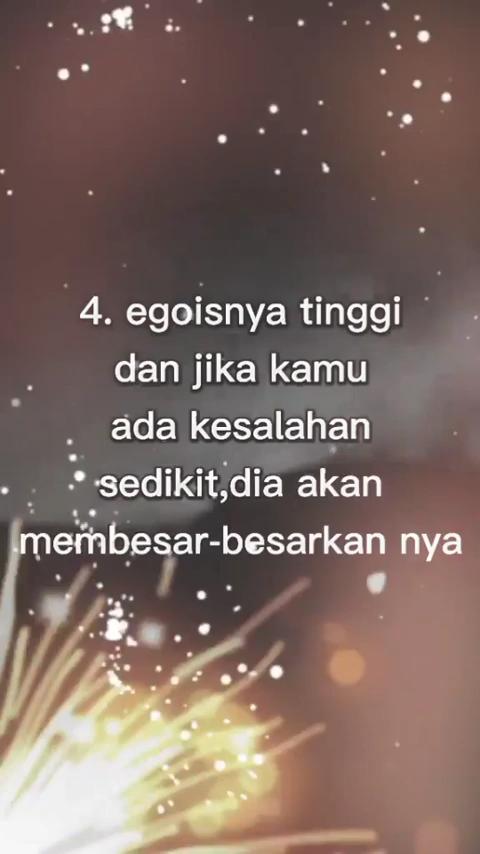 4. egoisnya tinggi
dan jika kamu
ada kesalahan
sedikit,dia akan
membesar-besarkan nya